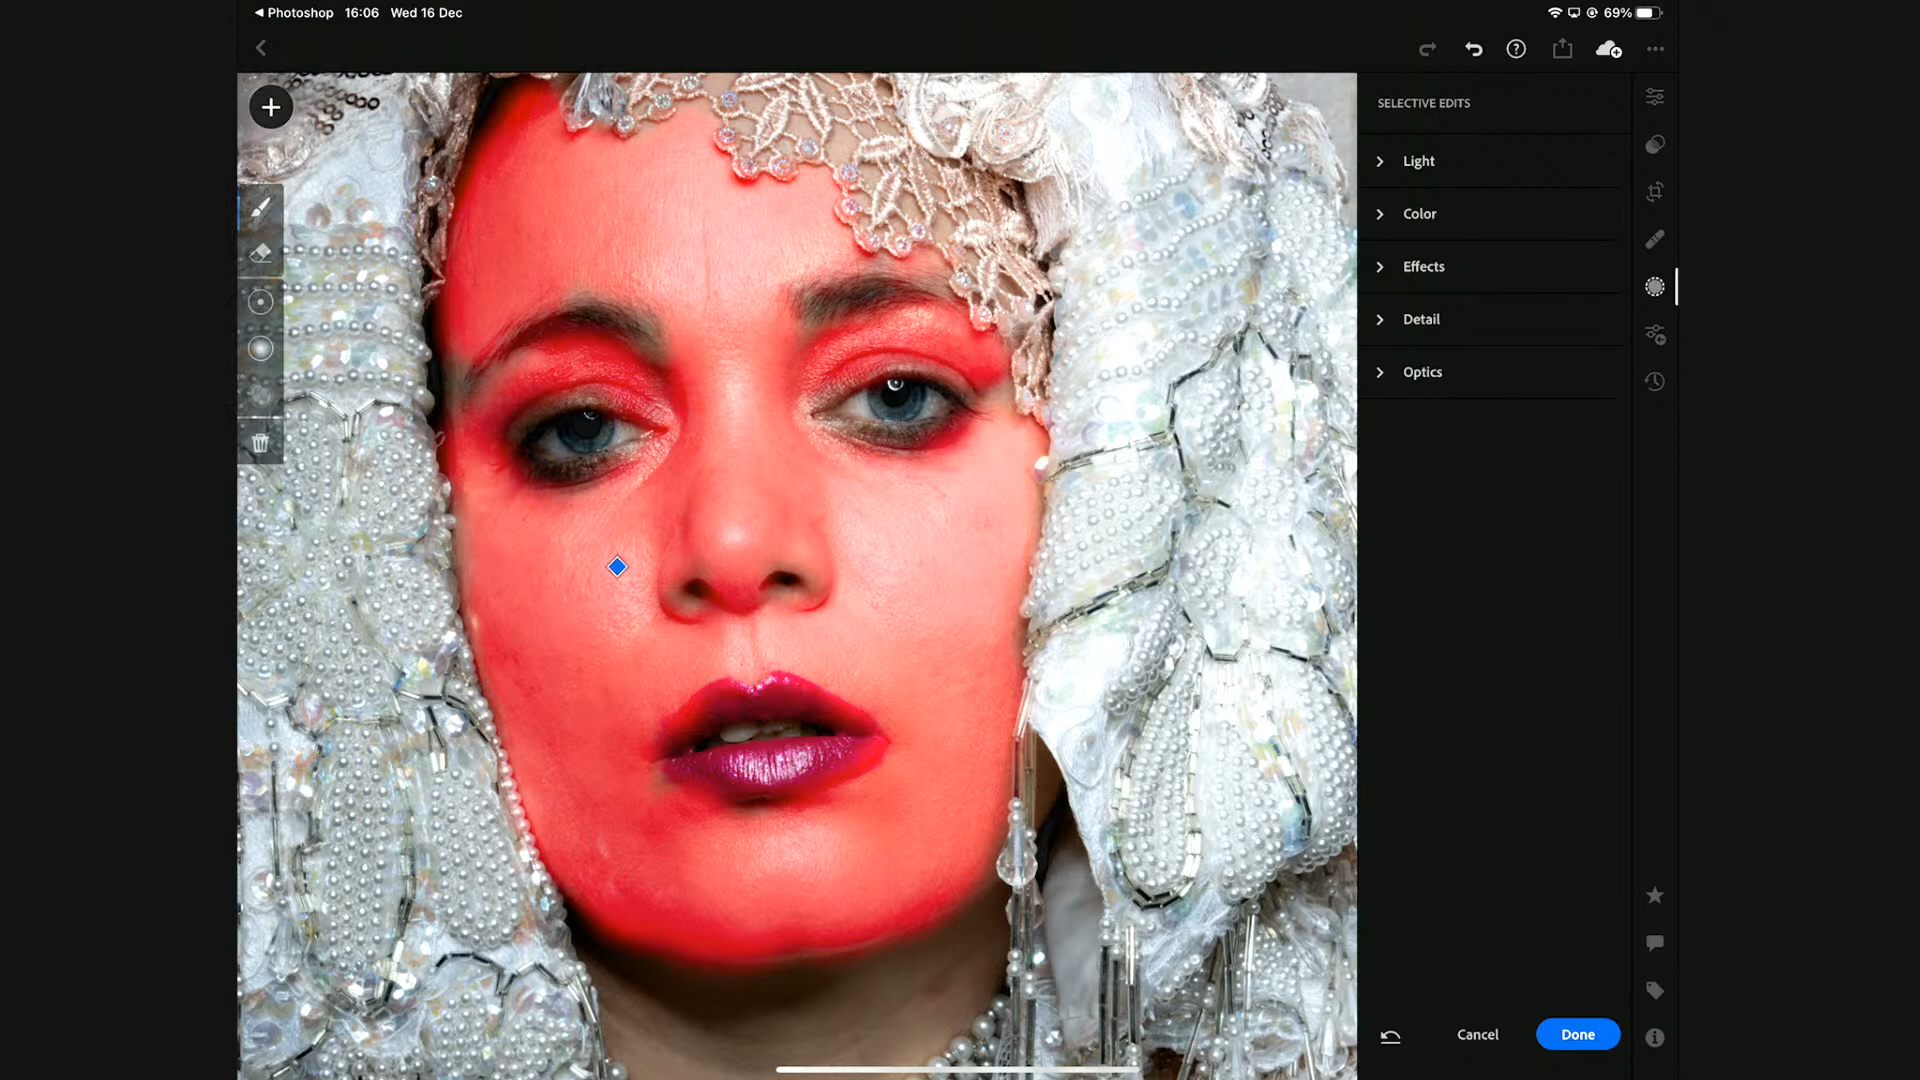 Photoshop 16:06 Wed 16 Dec
69%
SELECTIVE EDITS
Light
Color
Effects
Detail
Optics
Cancel
Done